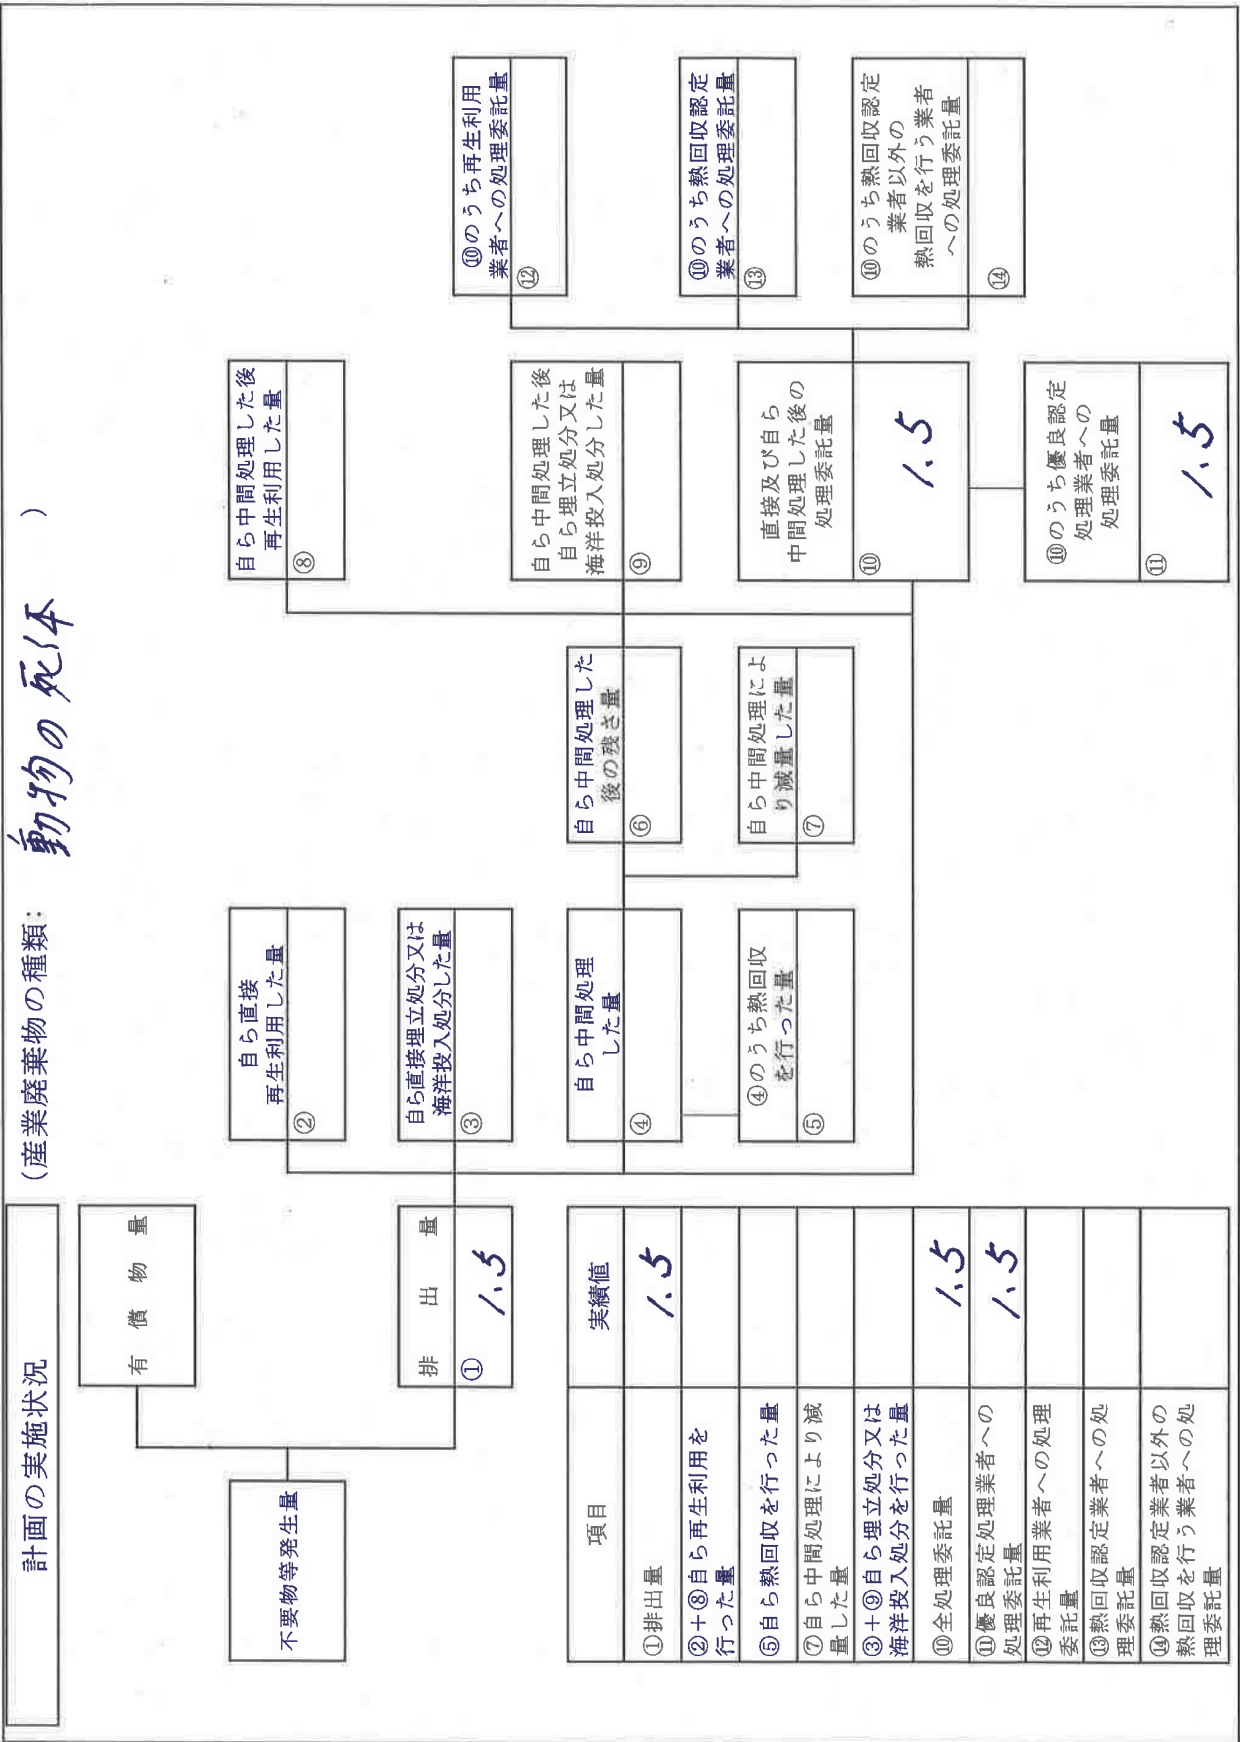 計画の実施状況
（産業廃棄物の種類： 動物の死体 ）
不要物等発生量
有償物量
排出量
① 1.5
自ら直接
再生利用した量
②
自ら直接埋立処分又は
海洋投入処分した量
③
自ら中間処理
した量
④
④のうち熱回収
を行った量
⑤
自ら中間処理した
後の残さ量
⑥
自ら中間処理によ
り減量した量
⑦
自ら中間処理した後
再生利用した量
⑧
自ら中間処理した後
自ら埋立処分又は
海洋投入処分した量
⑨
直接及び自ら
中間処理した後の
処理委託量
⑩ 1.5
⑩のうち優良認定
処理業者への
処理委託量
⑪ 1.5
⑩のうち再生利用
業者への処理委託量
⑫
⑩のうち熱回収認定
業者への処理委託量
⑬
⑩のうち熱回収認定
業者以外の
熱回収を行う業者
への処理委託量
⑭
項目 実績値
①排出量 1.5
②＋⑧自ら再生利用を
行った量
⑤自ら熱回収を行った量
⑦自ら中間処理により減
量した量
③＋⑨自ら埋立処分又は
海洋投入処分を行った量
⑩全処理委託量 1.5
⑪優良認定処理業者への
処理委託量 1.5
⑫再生利用業者への処理
委託量
⑬熱回収認定業者への処
理委託量
⑭熱回収認定業者以外の
熱回収を行う業者への処
理委託量